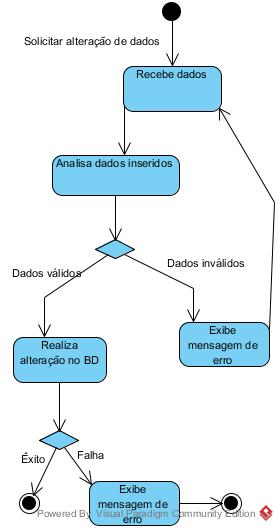 Solicitar alteração de dados
Recebe dados
Analisa dados inseridos
Dados inválidos
Dados válidos
Exibe
mensagem de
erro
Realiza
alteração no BD
Êxito
Falha
Exibe
mensagem de
erro
Powered By Visual Paradigm Community Edition